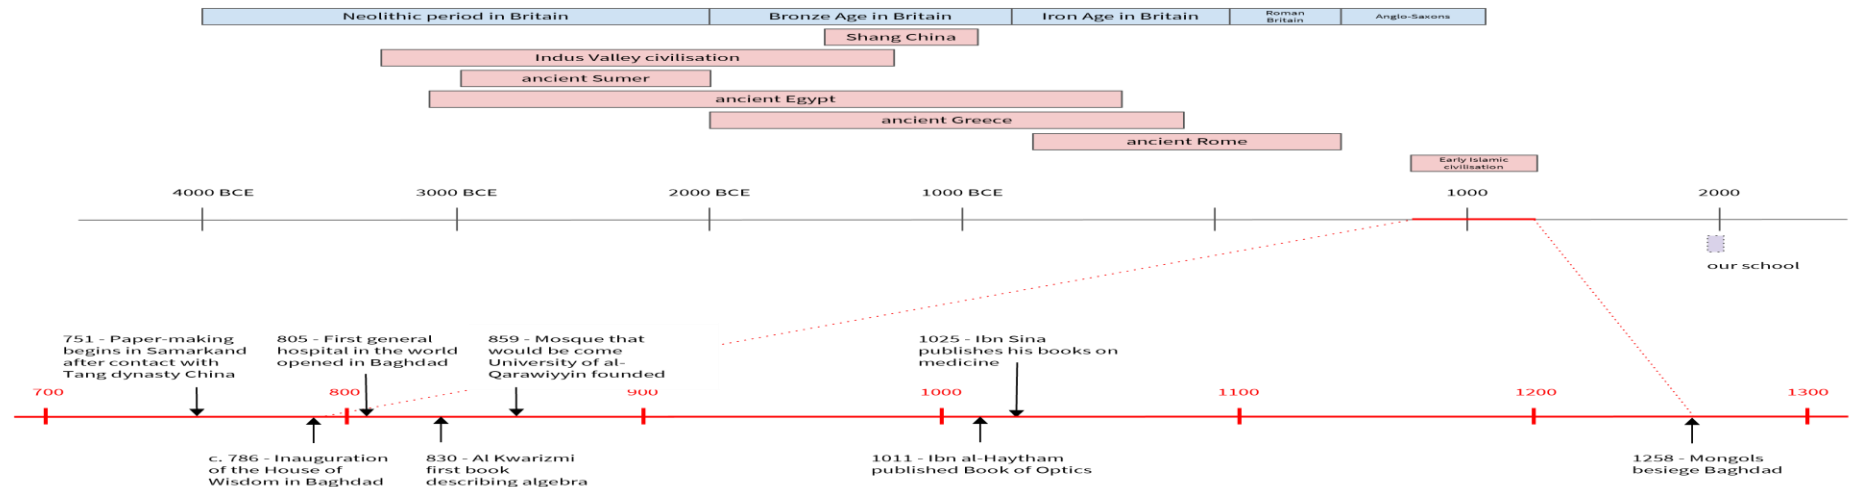 Neolithic period in Britain
Bronze Age in Britain
Iron Age in Britain
Roman
Britain
Anglo-Saxons
Shang China
Indus Valley civilisation
ancient Sumer
ancient Egypt
ancient Greece
ancient Rome
Early Islamic
civilisation
4000 BCE
3000 BCE
2000 BCE
1000 BCE
1000
2000
our school
751 - Paper-making
begins in Samarkand
after contact with
Tang dynasty China
805 - First general
hospital in the world
opened in Baghdad
859 - Mosque that
would be come
University of al-
Qarawiyyin founded
1025 - Ibn Sina
publishes his books on
medicine
700
800
900
1000
1100
1200
1300
c. 786 - Inauguration
of the House of
Wisdom in Baghdad
830 - Al Kwarizmi
first book
describing algebra
1011 - Ibn al-Haytham
published Book of Optics
1258 - Mongols
besiege Baghdad